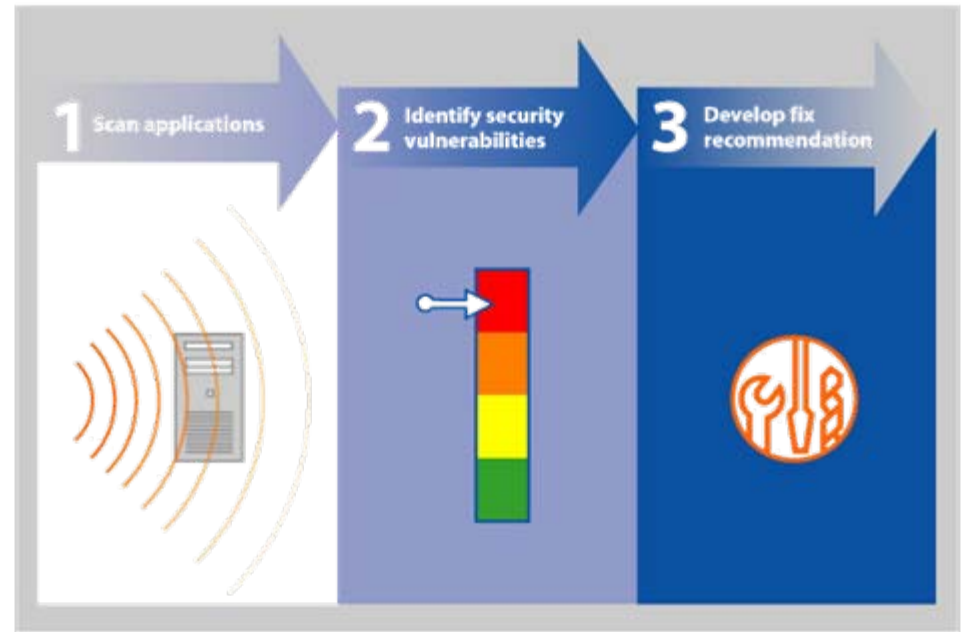 1 Scan applications
2 Identify security
vulnerabilities
3 Develop fix
recommendation